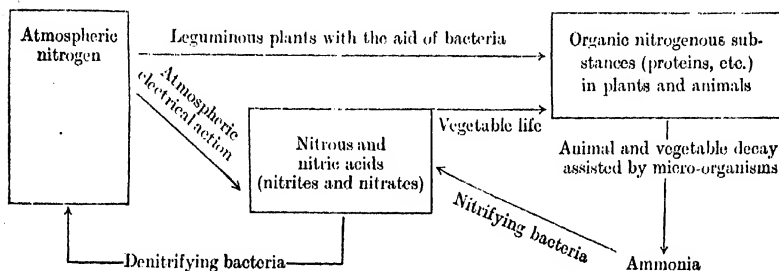 Atmospheric
nitrogen
Leguminous plants with the aid of bacteria
Organic nitrogenous sub-
stances (proteins, etc.)
in plants and animals
Atmospheric
electrical action
Nitrous and
nitric acids
(nitrites and nitrates)
Vegetable life
Animal and vegetable decay
assisted by micro-organisms
Nitrifying bacteria
Denitrifying bacteria
Ammonia